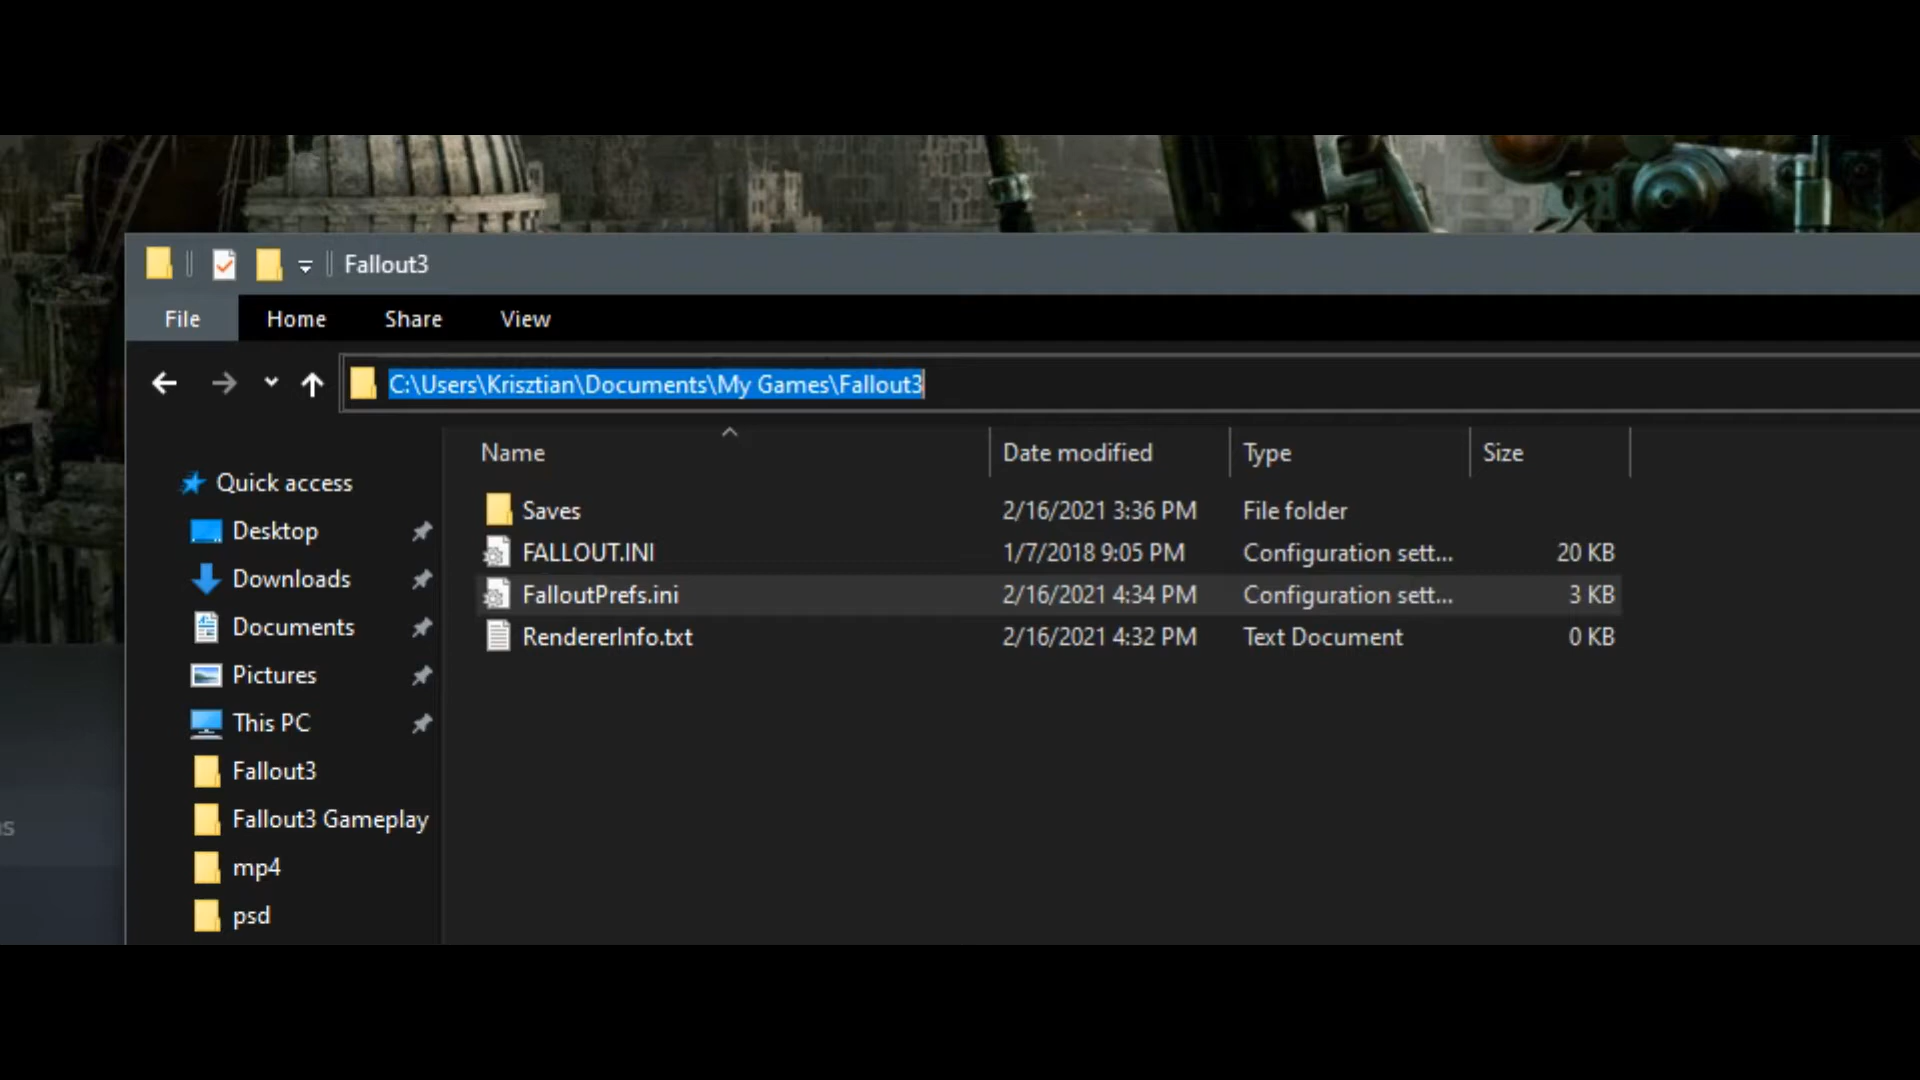 Fallout3
File Home Share View
C:\Users\Krisztian\Documents\My Games\Fallout3
Name Date modified Type Size
Quick access
Desktop
Downloads
Documents
Pictures
This PC
Fallout3
Fallout3 Gameplay
mp4
psd
Saves 2/16/2021 3:36 PM File folder
FALLOUT.INI 1/7/2018 9:05 PM Configuration sett... 20 KB
FalloutPrefs.ini 2/16/2021 4:34 PM Configuration sett... 3 KB
RendererInfo.txt 2/16/2021 4:32 PM Text Document 0 KB